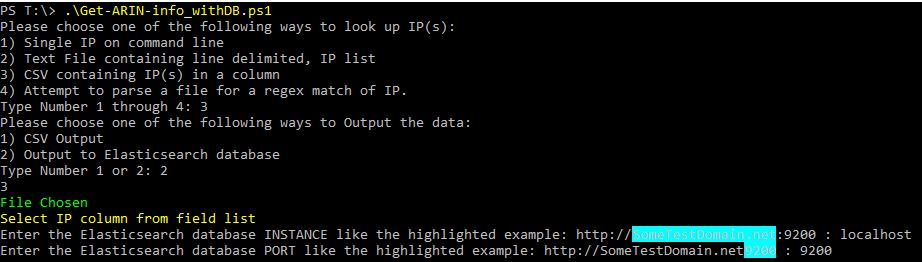 PS T:\> .\Get-ARIN-info_withDB.ps1
Please choose one of the following ways to look up IP(s):
1) Single IP on command line
2) Text File containing line delimited, IP list
3) CSV containing IP(s) in a column
4) Attempt to parse a file for a regex match of IP.
Type Number 1 through 4: 3
Please choose one of the following ways to Output the data:
1) CSV Output
2) Output to Elasticsearch database
Type Number 1 or 2: 2
3
File Chosen
Select IP column from field list
Enter the Elasticsearch database INSTANCE like the highlighted example: http://SomeTestDomain.net:9200 : localhost
Enter the Elasticsearch database PORT like the highlighted example: http://SomeTestDomain.net9200 : 9200